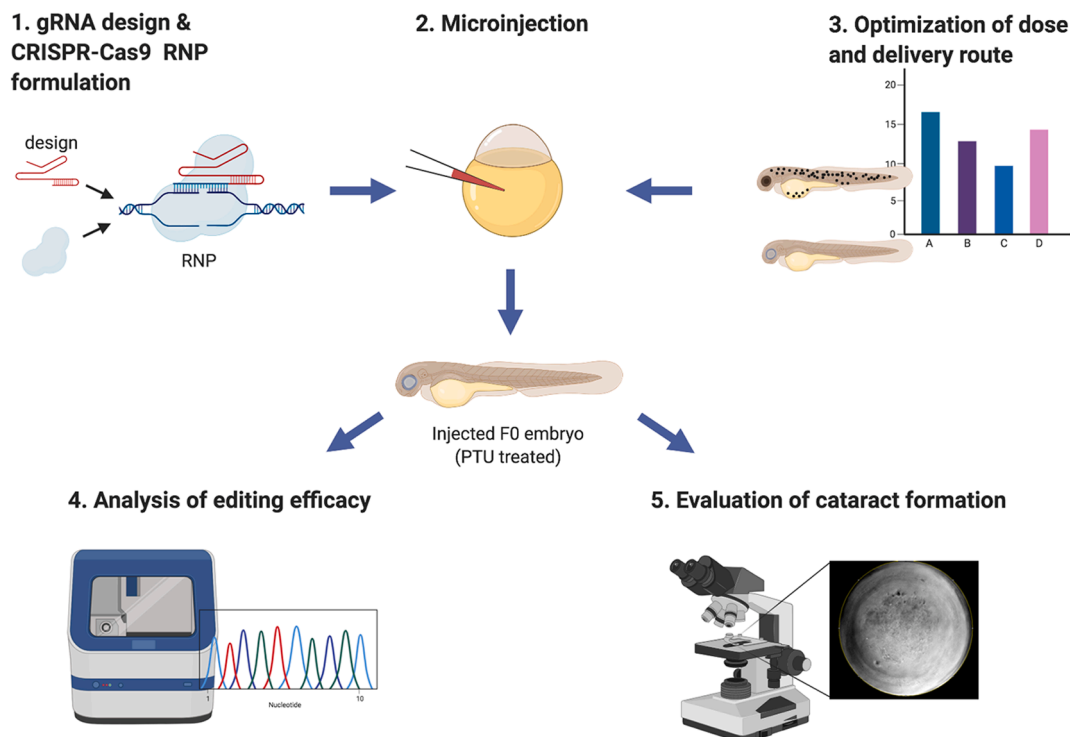 1. gRNA design &
CRISPR-Cas9 RNP
formulation
design
RNP
2. Microinjection
3. Optimization of dose
and delivery route
20
15
10
5
0
A B C D
Injected F0 embryo
(PTU treated)
4. Analysis of editing efficacy
1 10
Nucleotide
5. Evaluation of cataract formation